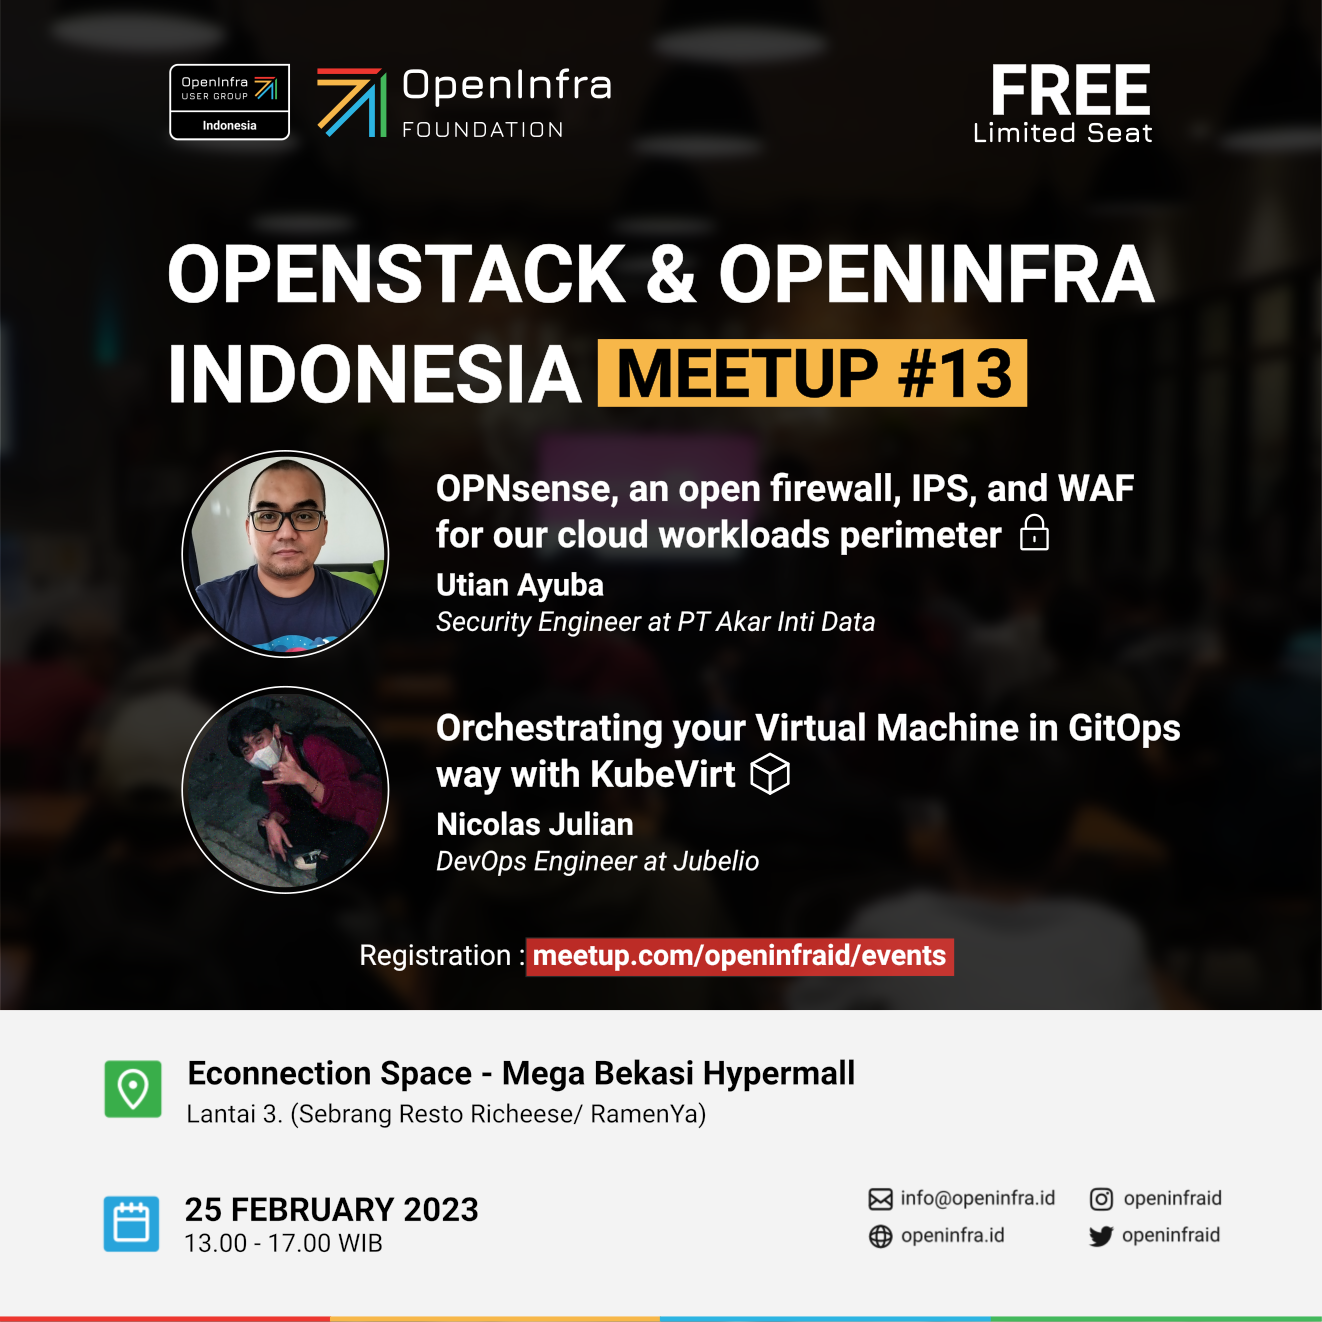 OpenInfra
USER GROUP
Indonesia
OpenInfra
FOUNDATION
FREE
Limited Seat
OPENSTACK & OPENINFRA
INDONESIA MEETUP #13
OPNsense, an open firewall, IPS, and WAF
for our cloud workloads perimeter
Utian Ayuba
Security Engineer at PT Akar Inti Data
Orchestrating your Virtual Machine in GitOps
way with KubeVirt
Nicolas Julian
DevOps Engineer at Jubelio
Registration : meetup.com/openinfraid/events
Econnection Space - Mega Bekasi Hypermall
Lantai 3. (Sebrang Resto Richeese/ RamenYa)
25 FEBRUARY 2023
13.00 - 17.00 WIB
info@openinfra.id
openinfraid
openinfra.id
openinfraid